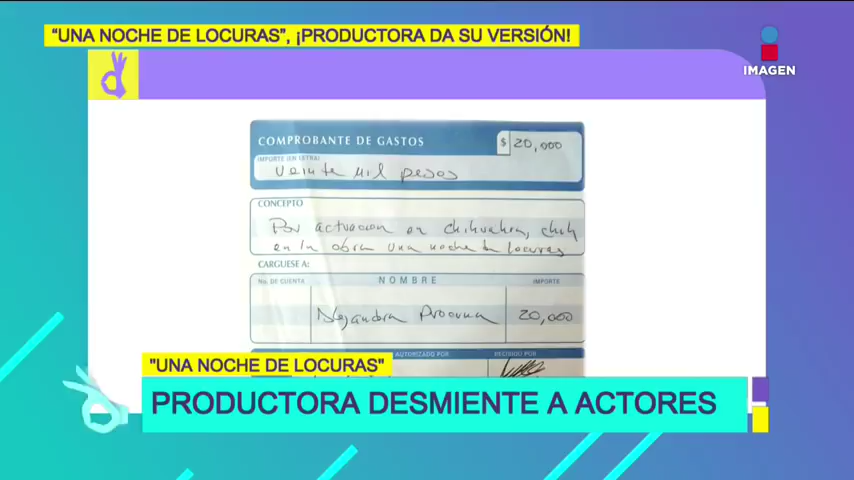 "UNA NOCHE DE LOCURAS", ¡PRODUCTORA DA SU VERSIÓN!
IMAGEN
COMPROBANTE DE GASTOS
$ 20,000
IMPORTE (EN LETRA)
Veinte mil pesos
CONCEPTO
Por actuacion en chihuahua, chih
en la obra una noche de locuras
CARGUESE A:
No. DE CUENTA NOMBRE IMPORTE
Alejandra 20,000
AUTORIZADO POR RECIBIDO POR
"UNA NOCHE DE LOCURAS"
PRODUCTORA DESMIENTE A ACTORES